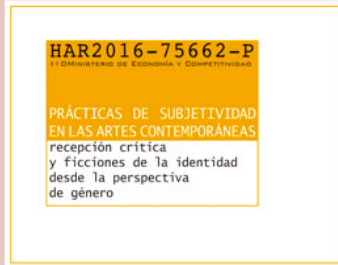 HAR2016-75662-P
I+D MINISTERIO DE ECONOMÍA Y COMPETITIVIDAD
PRÁCTICAS DE SUBJETIVIDAD
EN LAS ARTES CONTEMPORÁNEAS
recepción crítica
y ficciones de la identidad
desde la perspectiva
de género